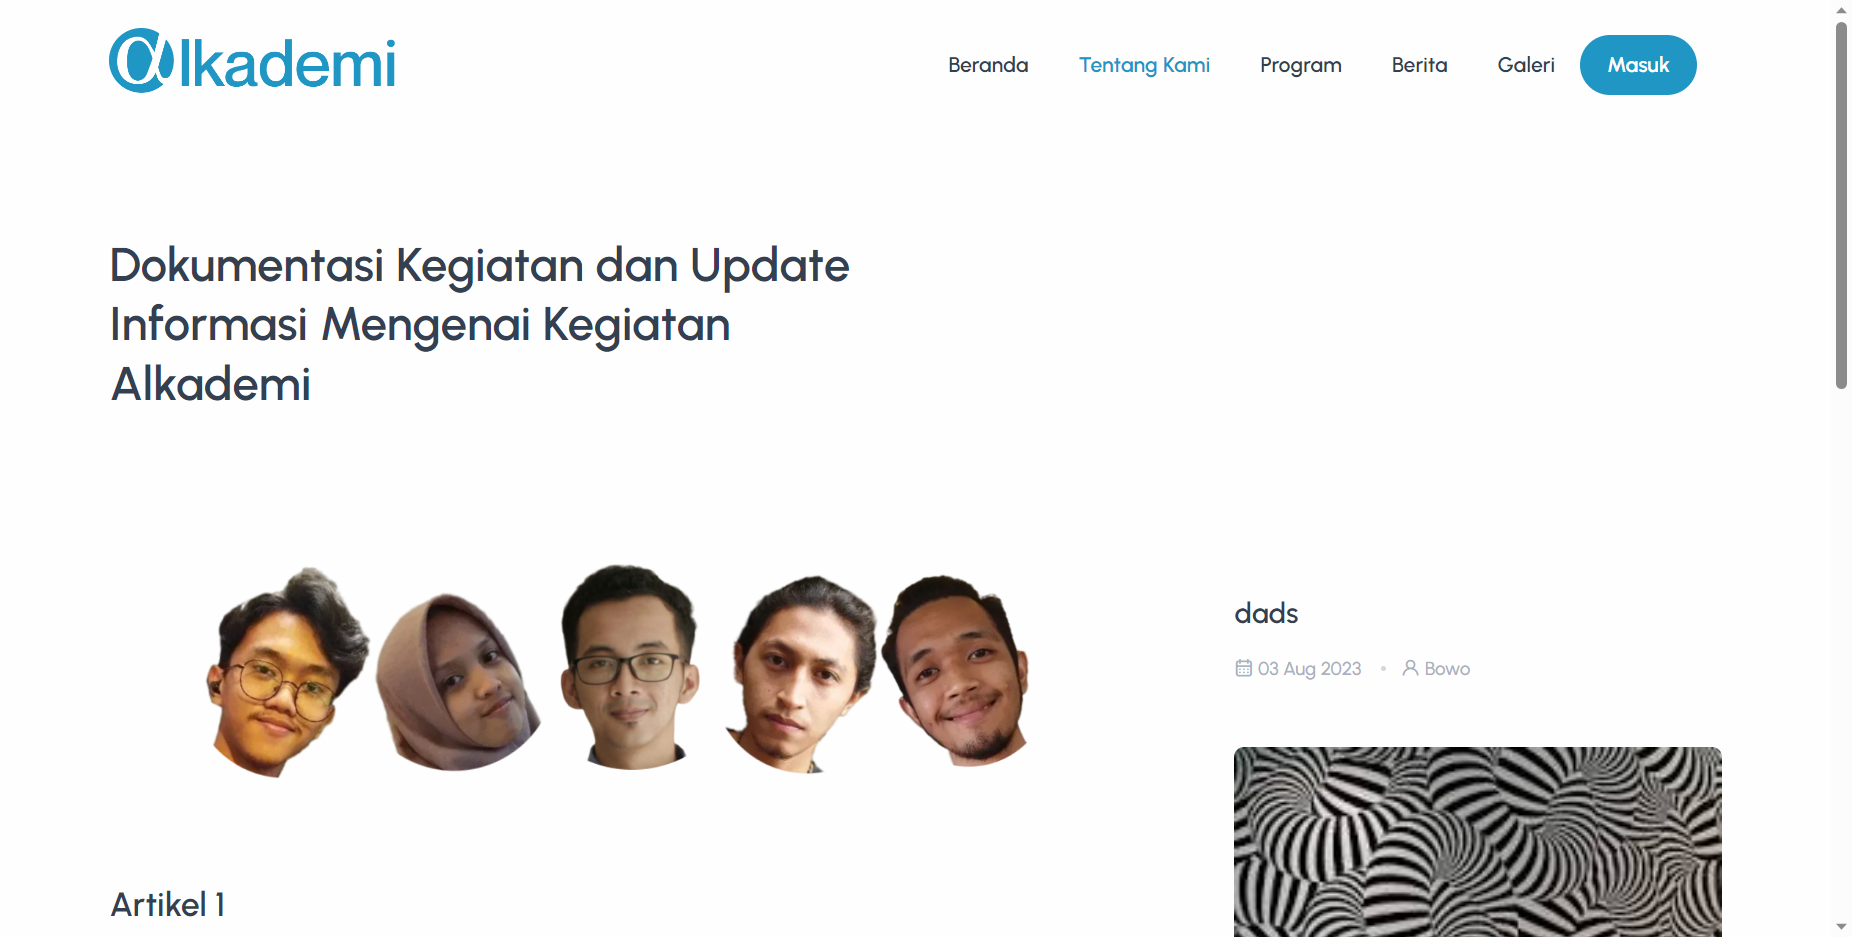 αlkademi
Beranda
Tentang Kami
Program
Berita
Galeri
Masuk
Dokumentasi Kegiatan dan Update
Informasi Mengenai Kegiatan
Alkademi
dads
03 Aug 2023 • Bowo
Artikel 1